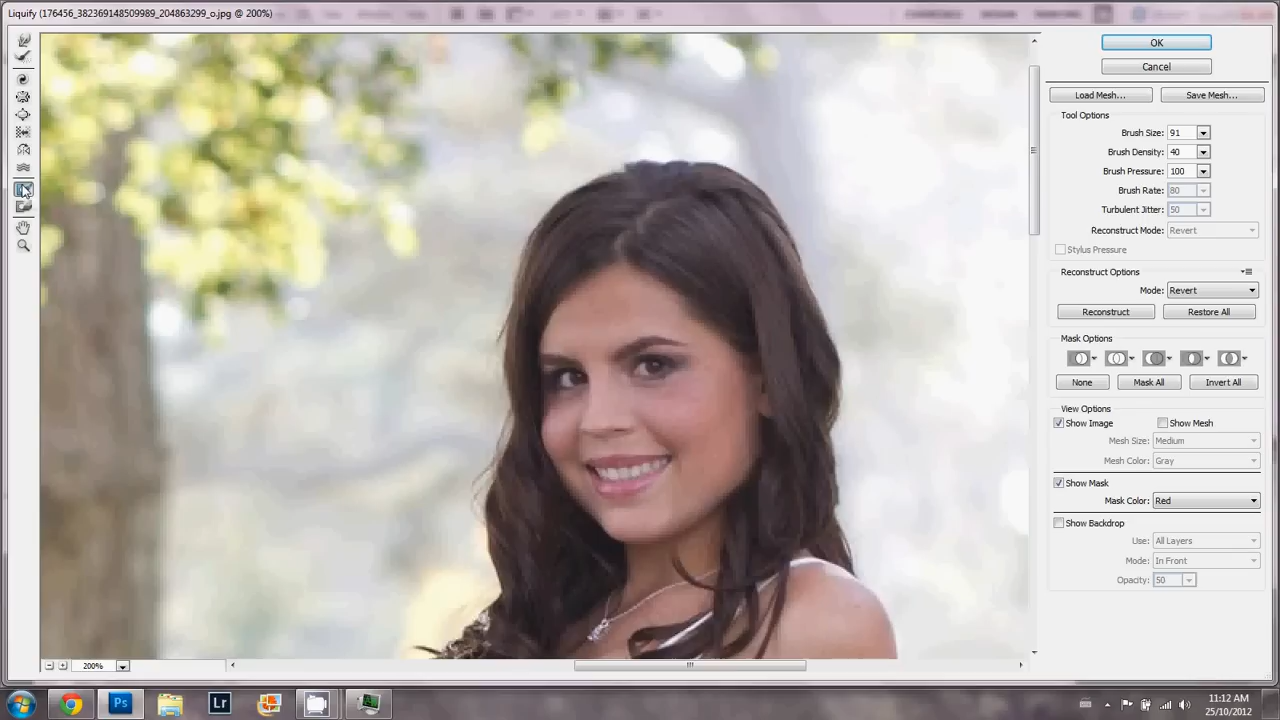 Liquify (176456_382369148509989_204863299_o.jpg @ 200%)
OK
Cancel
Load Mesh...
Save Mesh...
Tool Options
Brush Size: 91
Brush Density: 40
Brush Pressure: 100
Brush Rate: 80
Turbulent Jitter: 50
Reconstruct Mode: Revert
Stylus Pressure
Reconstruct Options
Mode: Revert
Reconstruct
Restore All
Mask Options
None
Mask All
Invert All
View Options
Show Image
Show Mesh
Mesh Size: Medium
Mesh Color: Gray
Show Mask
Mask Color: Red
Show Backdrop
Use: All Layers
Mode: In Front
Opacity: 50
200%
Ps
Lr
11:12 AM
25/10/2012